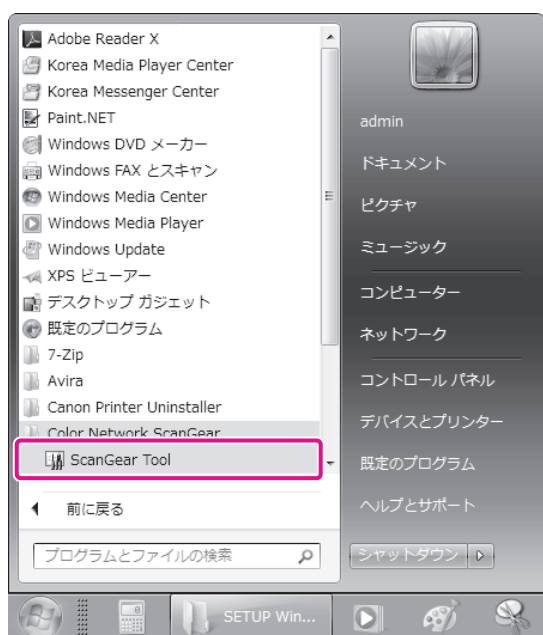 Adobe Reader X
Korea Media Player Center
Korea Messenger Center
Paint.NET
Windows DVD メーカー
Windows FAX とスキャン
Windows Media Center
Windows Media Player
Windows Update
XPS ビューアー
デスクトップ ガジェット
既定のプログラム
7-Zip
Avira
Canon Printer Uninstaller
Color Network ScanGear
ScanGear Tool
前に戻る
プログラムとファイルの検索
admin
ドキュメント
ピクチャ
ミュージック
コンピューター
ネットワーク
コントロール パネル
デバイスとプリンター
既定のプログラム
ヘルプとサポート
シャットダウン
SETUP Win...